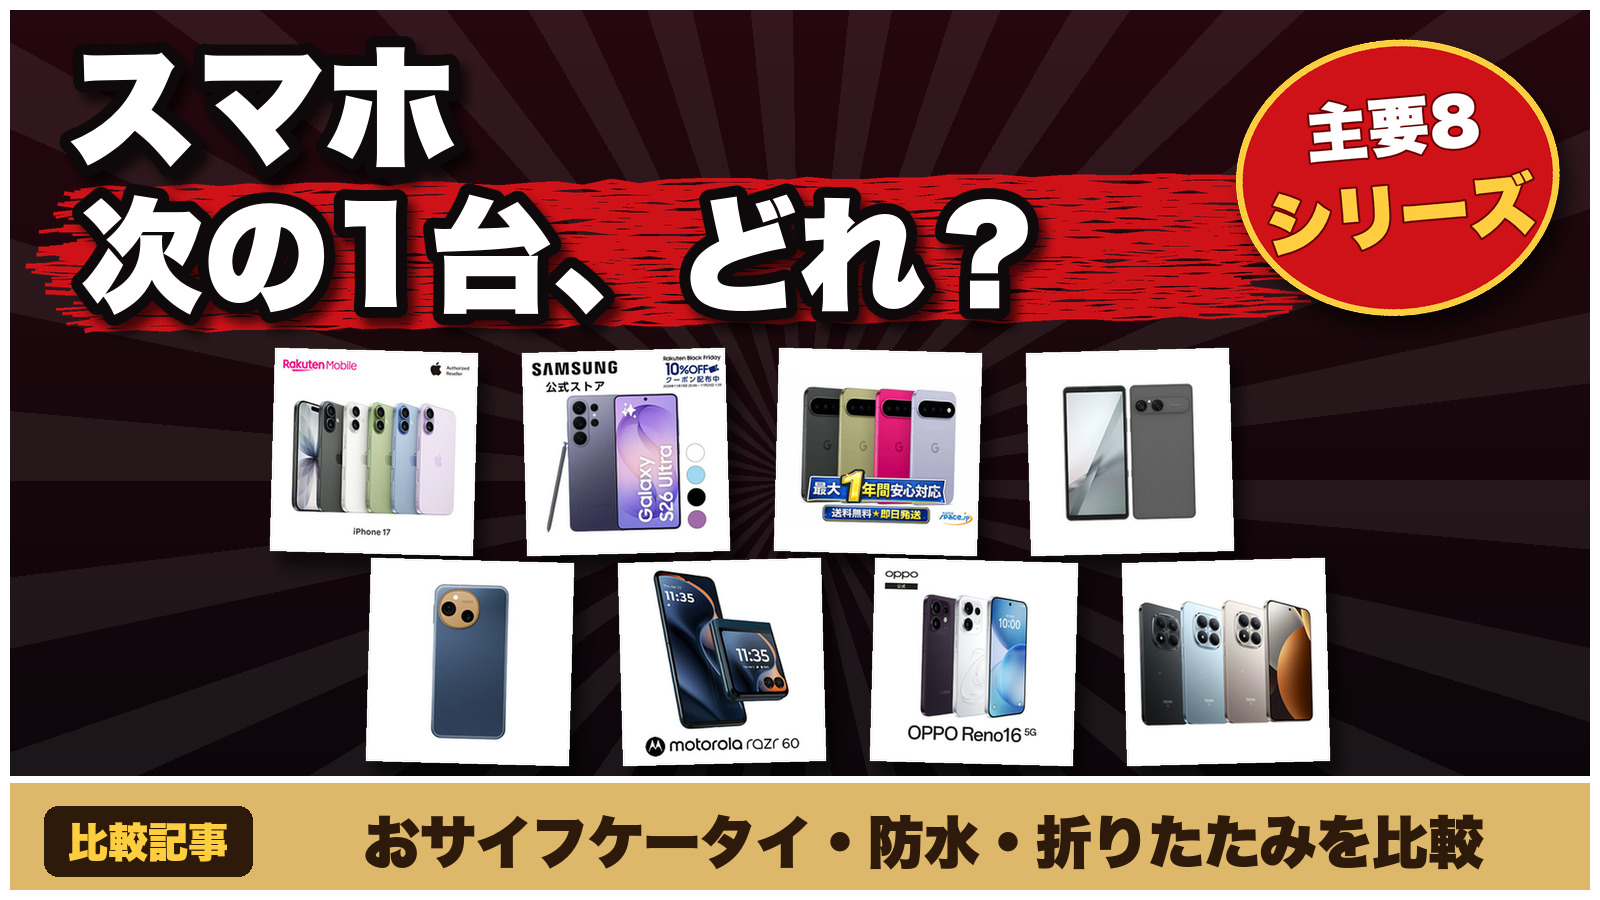 スマホ
次の1台、どれ？
主要8
シリーズ
Rakuten Mobile
Authorized
Reseller
iPhone 17
SAMSUNG
公式ストア
Rakuten Black Friday
10%OFF
クーポン配布中
Galaxy
S26 Ultra
最大1年間安心対応
送料無料★即日発送
11:35
11:35
motorola razr 60
oppo
公式
10:00
OPPO Reno16 5G
比較記事
おサイフケータイ・防水・折りたたみを比較